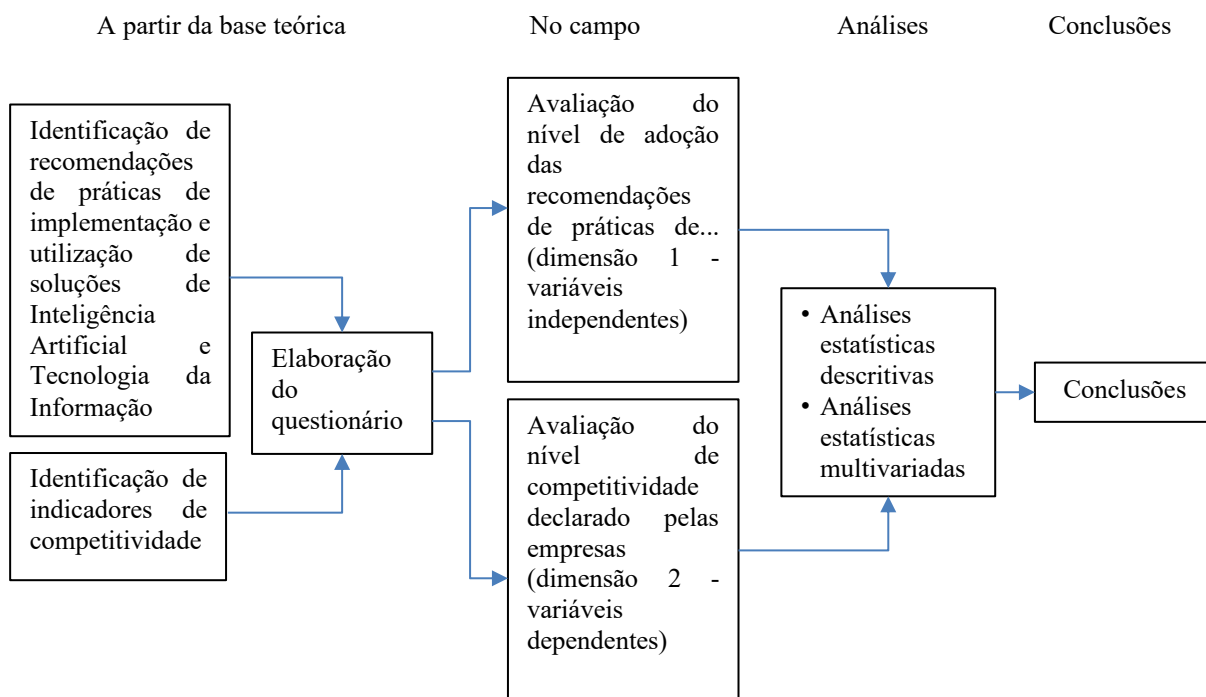 A partir da base teórica
No campo
Análises
Conclusões
Identificação de
recomendações
de práticas de
implementação e
utilização de
soluções de
Inteligência
Artificial e
Tecnologia da
Informação
Identificação de
indicadores de
competitividade
Elaboração
do
questionário
Avaliação do
nível de adoção
das
recomendações
de práticas de...
(dimensão 1 -
variáveis
independentes)
Avaliação do
nível de
competitividade
declarado pelas
empresas
(dimensão 2 -
variáveis
dependentes)
• Análises
estatísticas
descritivas
• Análises
estatísticas
multivariadas
Conclusões